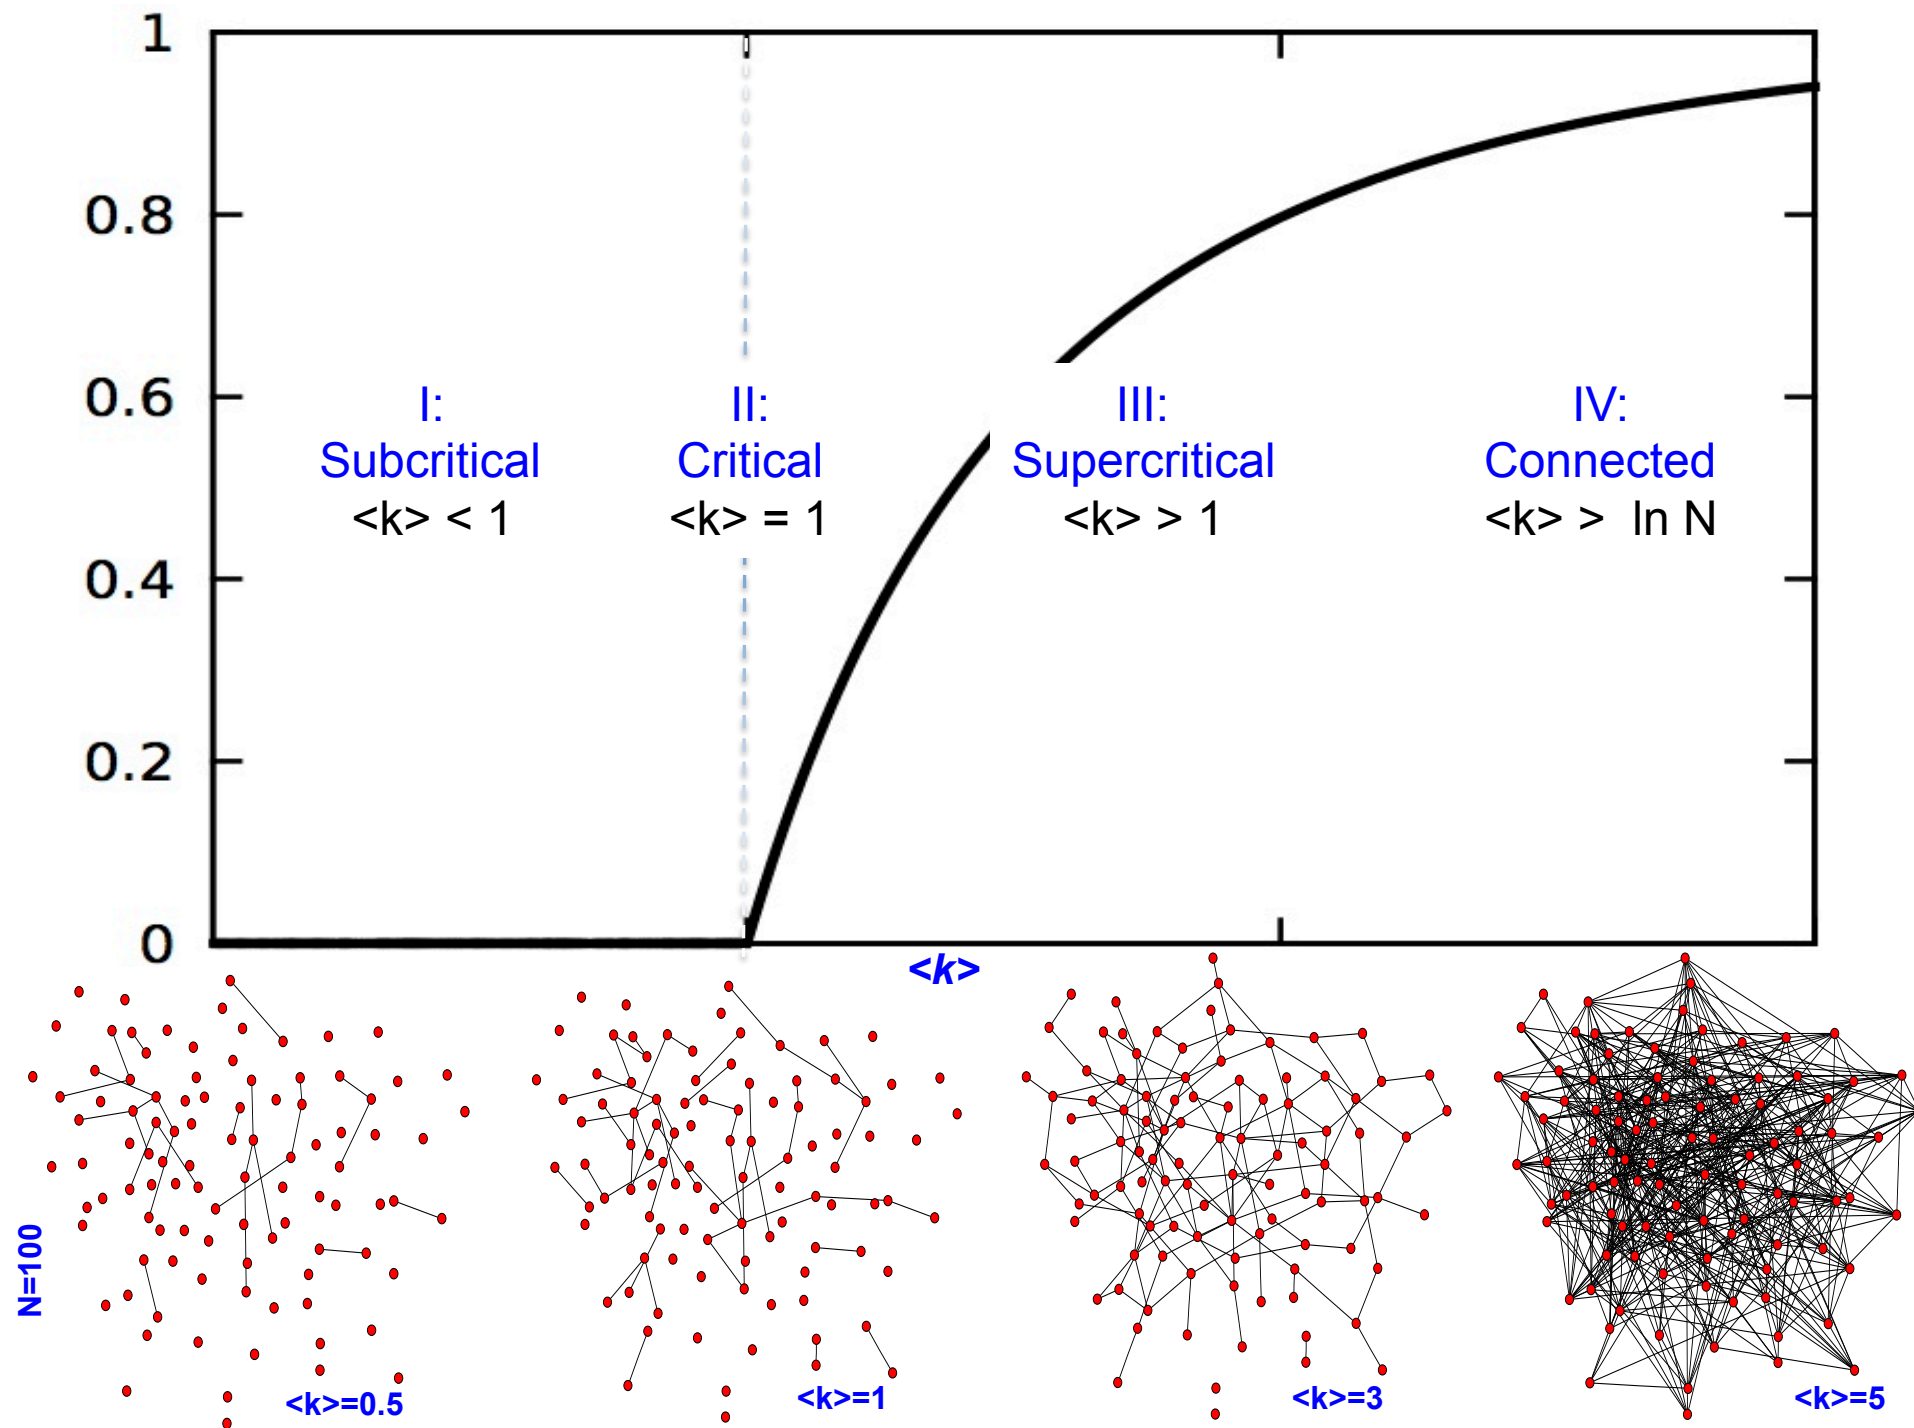 1
0.8
0.6
0.4
0.2
0
I:
Subcritical
<k> < 1
II:
Critical
<k> = 1
III:
Supercritical
<k> > 1
IV:
Connected
<k> > ln N
<k>
N=100
<k>=0.5
<k>=1
<k>=3
<k>=5